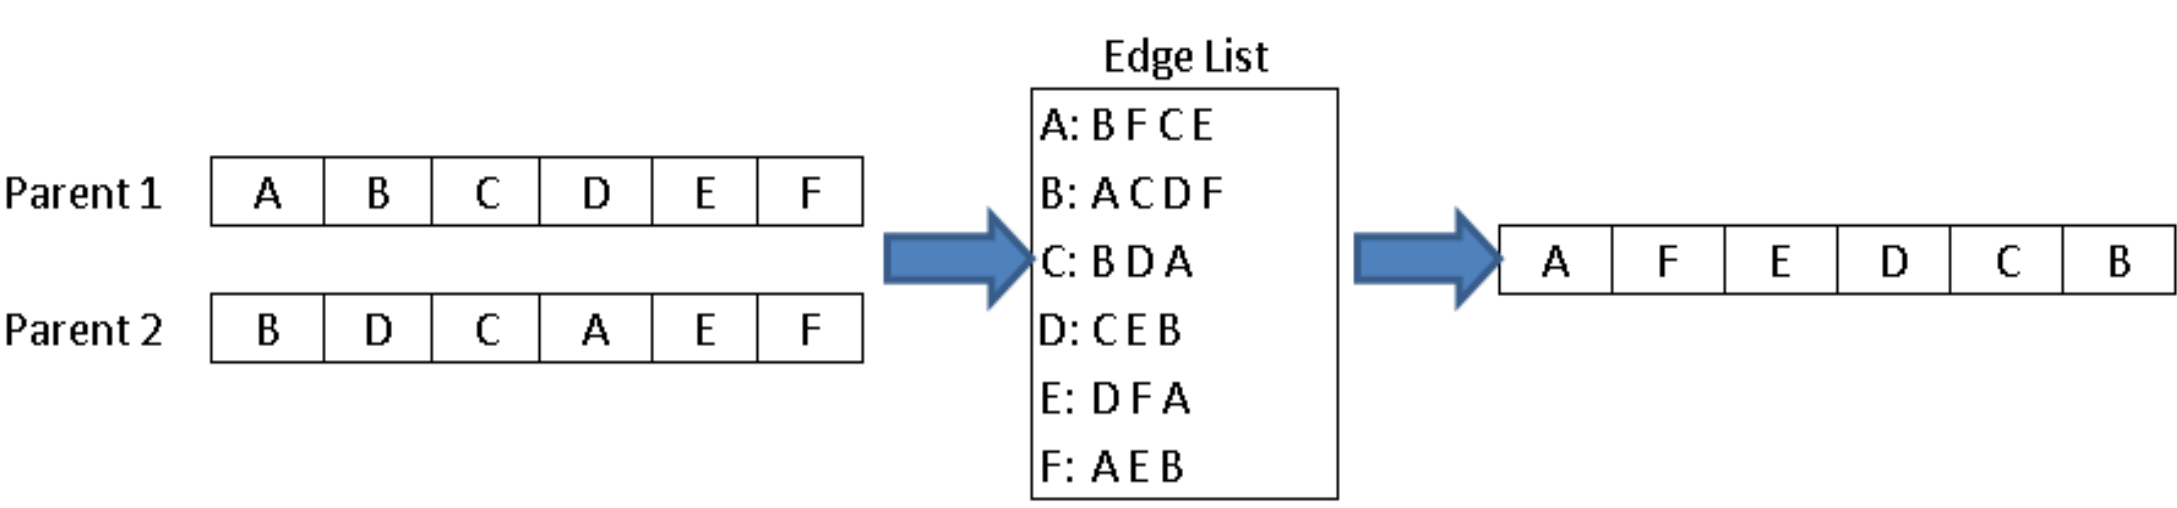 Edge List
Parent 1 A B C D E F
Parent 2 B D C A E F
A: B F C E
B: A C D F
C: B D A
D: C E B
E: D F A
F: A E B
A F E D C B